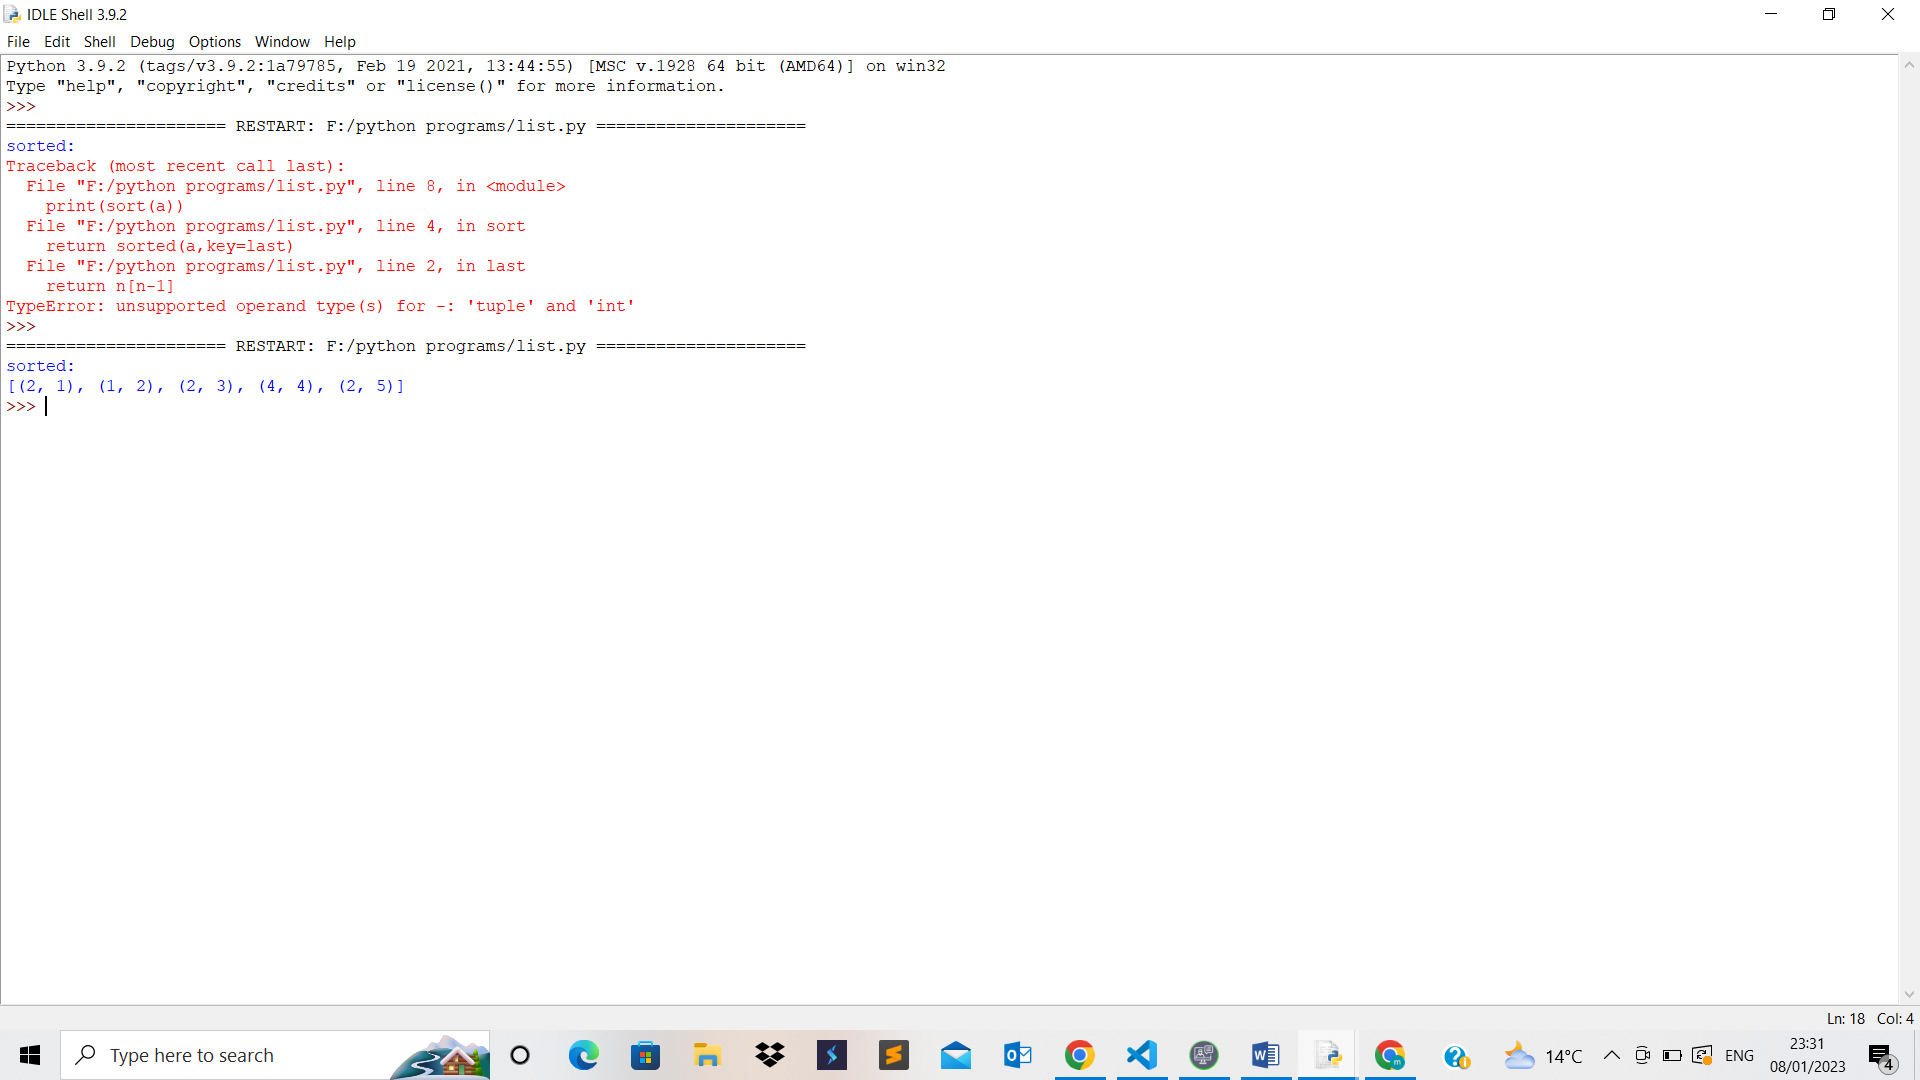 IDLE Shell 3.9.2
File Edit Shell Debug Options Window Help
Python 3.9.2 (tags/v3.9.2:1a79785, Feb 19 2021, 13:44:55) [MSC v.1928 64 bit (AMD64)] on win32
Type "help", "copyright", "credits" or "license()" for more information.
>>>
====================== RESTART: F:/python programs/list.py =====================
sorted:
Traceback (most recent call last):
  File "F:/python programs/list.py", line 8, in <module>
    print(sort(a))
  File "F:/python programs/list.py", line 4, in sort
    return sorted(a,key=last)
  File "F:/python programs/list.py", line 2, in last
    return n[n-1]
TypeError: unsupported operand type(s) for -: 'tuple' and 'int'
>>>
====================== RESTART: F:/python programs/list.py =====================
sorted:
[(2, 1), (1, 2), (2, 3), (4, 4), (2, 5)]
>>>
Ln: 18 Col: 4
Type here to search
14°C
ENG
23:31
08/01/2023
4